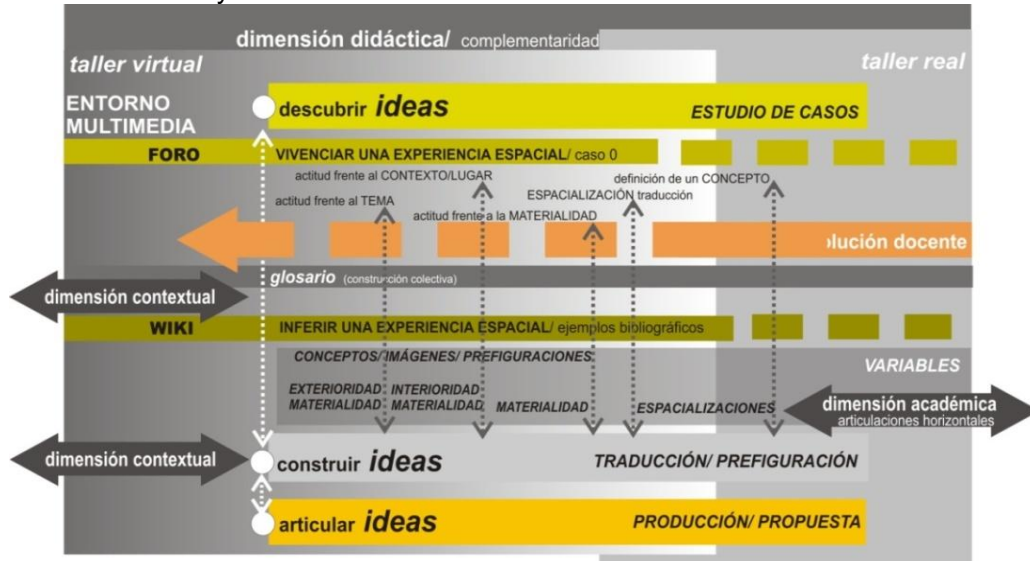 dimensión didáctica/ complementaridad
taller virtual
taller real
ENTORNO
MULTIMEDIA
descubrir ideas
ESTUDIO DE CASOS
FORO
VIVENCIAR UNA EXPERIENCIA ESPACIAL/ caso 0
actitud frente al CONTEXTO/LUGAR
definición de un CONCEPTO
actitud frente al TEMA
ESPACIALIZACIÓN traducción
actitud frente a la MATERIALIDAD
olución docente
glosario (construcción colectiva)
dimensión contextual
WIKI
INFERIR UNA EXPERIENCIA ESPACIAL/ ejemplos bibliográficos
CONCEPTOS/ IMÁGENES/ PREFIGURACIONES
VARIABLES
EXTERIORIDAD INTERIORIDAD
MATERIALIDAD MATERIALIDAD MATERIALIDAD ESPACIALIZACIONES
dimensión académica
articulaciones horizontales
dimensión contextual
construir ideas
TRADUCCIÓN/ PREFIGURACIÓN
articular ideas
PRODUCCIÓN/ PROPUESTA